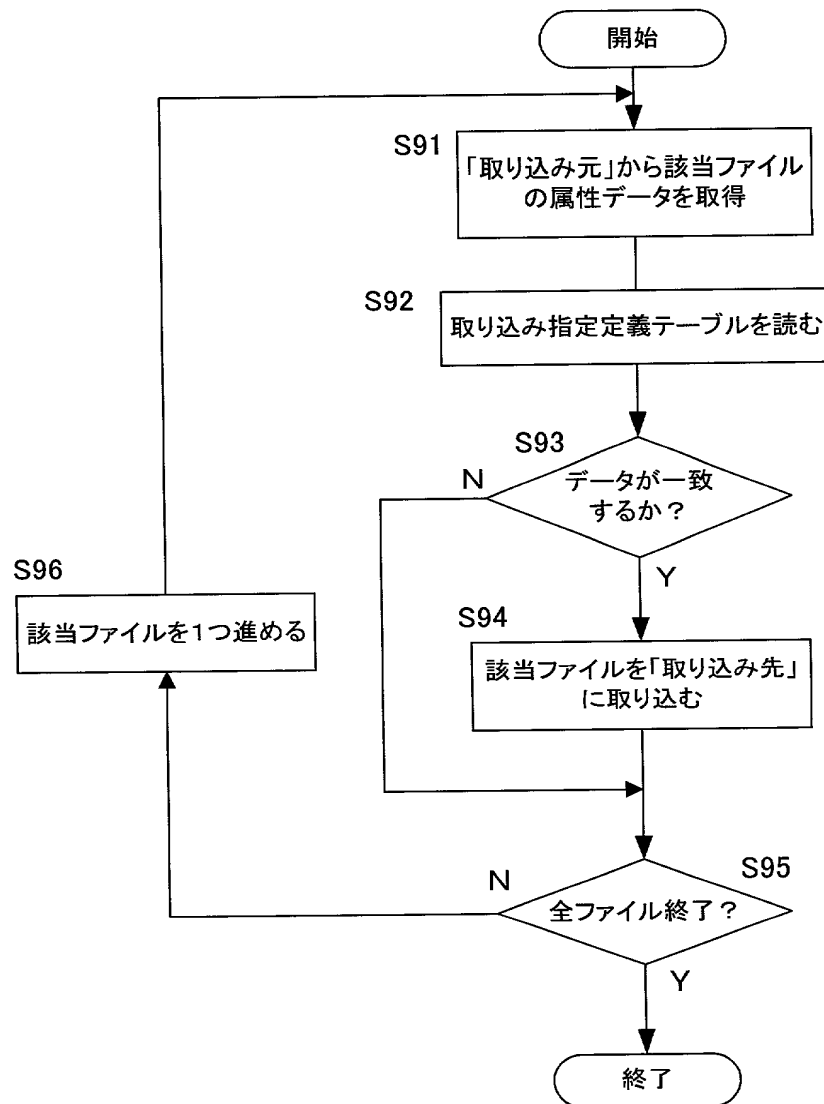 開始
S91
「取り込み元」から該当ファイル
の属性データを取得
S92
取り込み指定定義テーブルを読む
S93
データが一致
するか？
N
Y
S94
該当ファイルを「取り込み先」
に取り込む
S96
該当ファイルを１つ進める
S95
全ファイル終了？
N
Y
終了